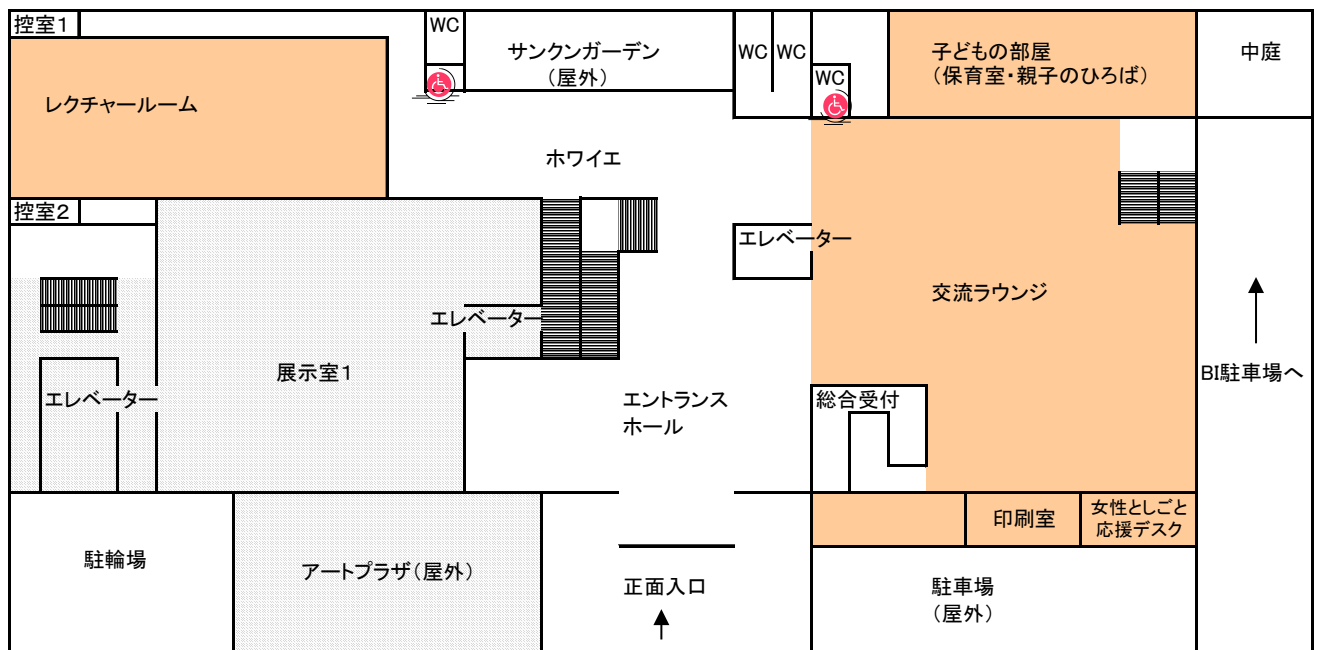 控室1
WC
サンクンガーデン
（屋外）
WC
WC
子どもの部屋
（保育室・親子のひろば）
中庭
レクチャールーム
WC
ホワイエ
控室2
エレベーター
交流ラウンジ
エレベーター
展示室1
BI駐車場へ
エレベーター
エントランス
ホール
総合受付
印刷室
女性としごと
応援デスク
駐輪場
アートプラザ（屋外）
正面入口
駐車場
（屋外）